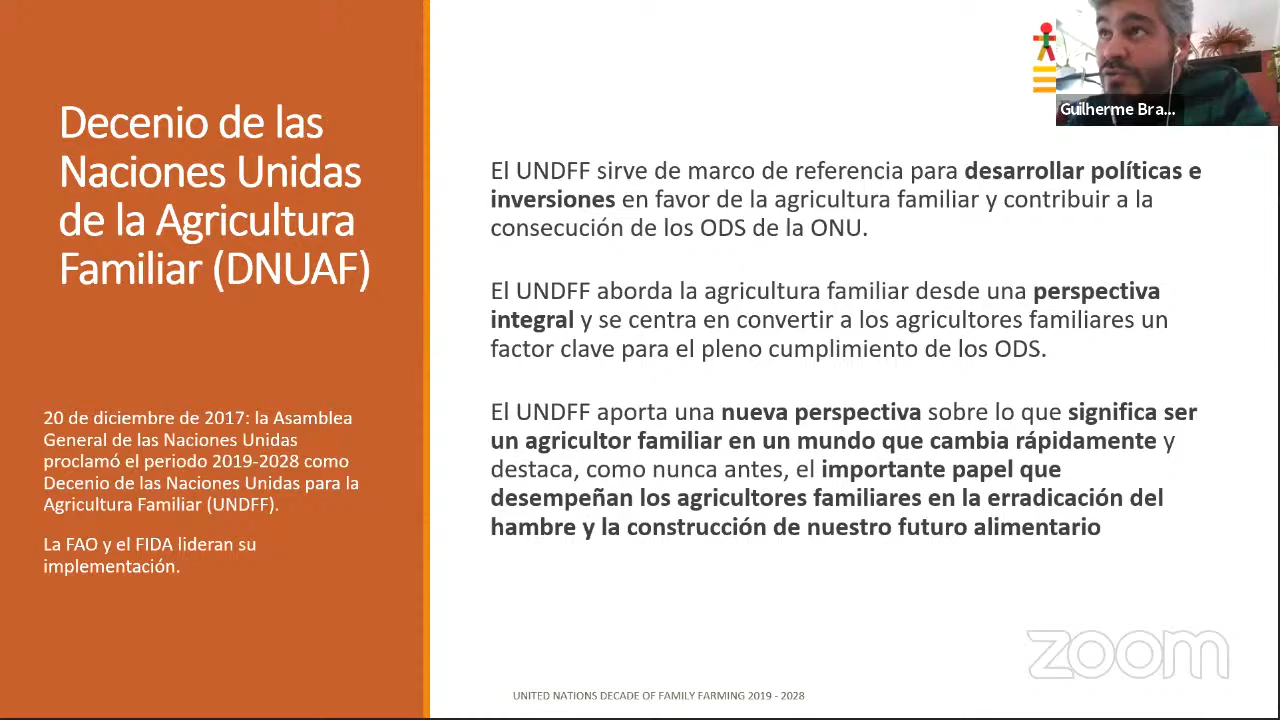 Decenio de las
Naciones Unidas
de la Agricultura
Familiar (DNUAF)
20 de diciembre de 2017: la Asamblea
General de las Naciones Unidas
proclamó el periodo 2019-2028 como
Decenio de las Naciones Unidas para la
Agricultura Familiar (UNDFF).
La FAO y el FIDA lideran su
implementación.
Guilherme Bra...
El UNDFF sirve de marco de referencia para desarrollar políticas e
inversiones en favor de la agricultura familiar y contribuir a la
consecución de los ODS de la ONU.
El UNDFF aborda la agricultura familiar desde una perspectiva
integral y se centra en convertir a los agricultores familiares un
factor clave para el pleno cumplimiento de los ODS.
El UNDFF aporta una nueva perspectiva sobre lo que significa ser
un agricultor familiar en un mundo que cambia rápidamente y
destaca, como nunca antes, el importante papel que
desempeñan los agricultores familiares en la erradicación del
hambre y la construcción de nuestro futuro alimentario
zoom
UNITED NATIONS DECADE OF FAMILY FARMING 2019 - 2028